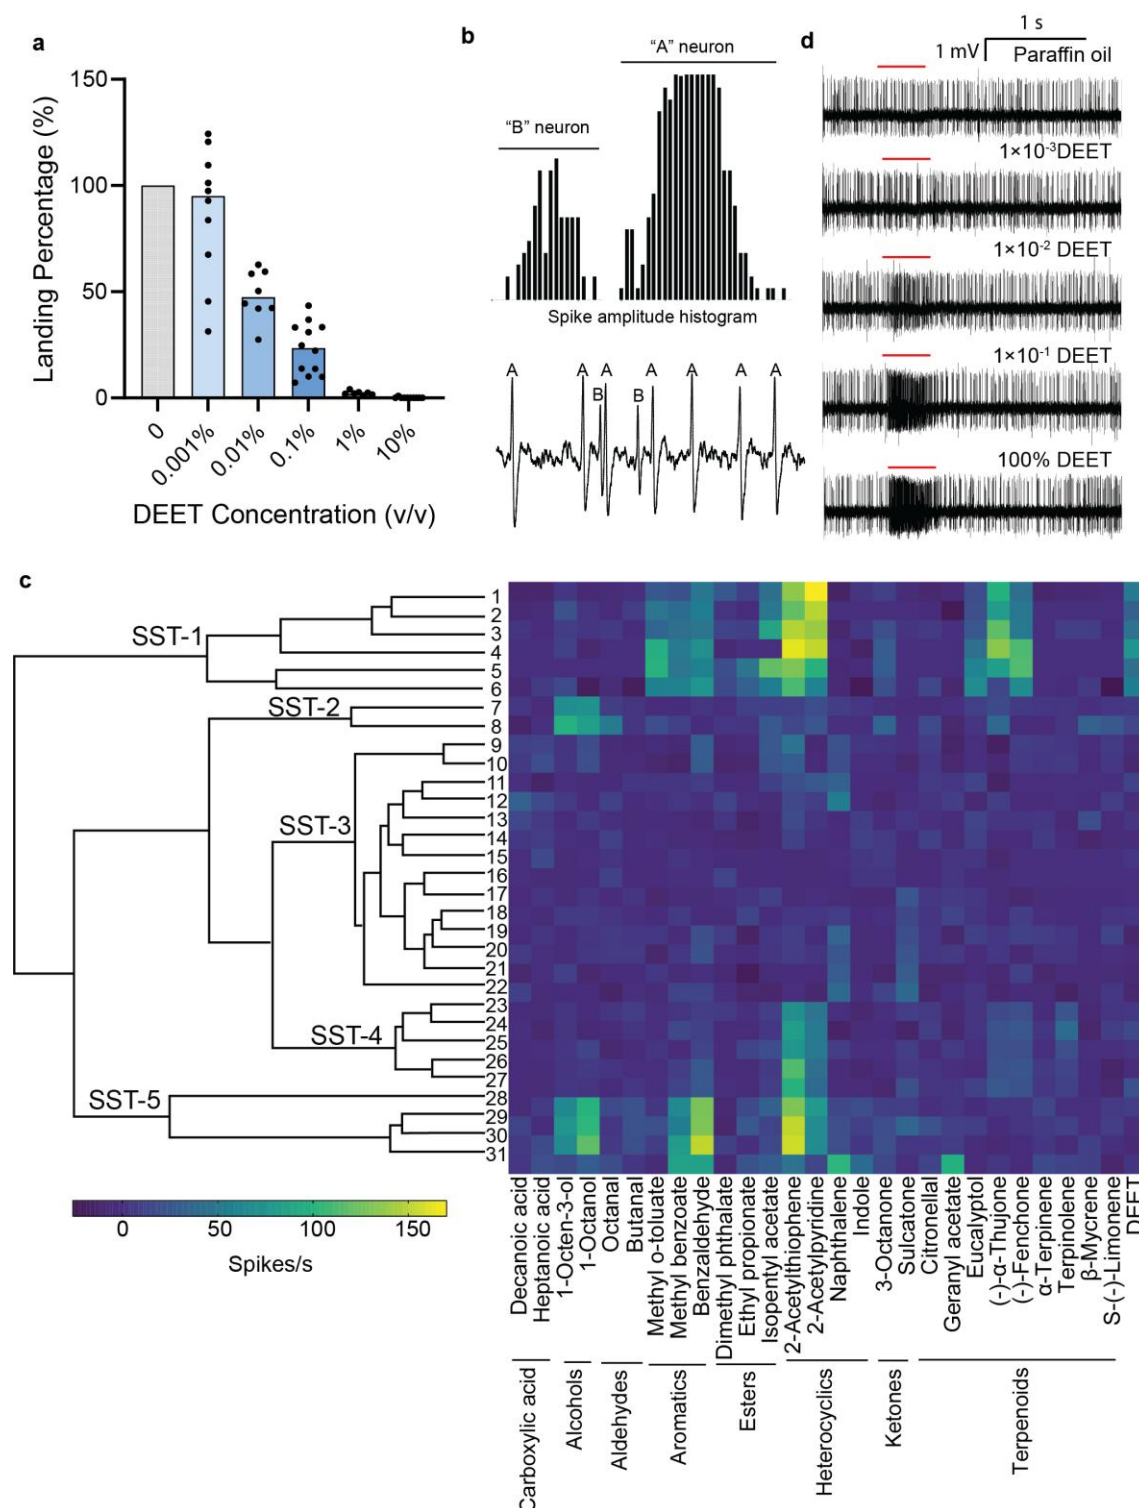 a
150
100
50
0
Landing Percentage (%)
0
0.001%
0.01%
0.1%
1%
10%
DEET Concentration (v/v)
b
"A" neuron
"B" neuron
Spike amplitude histogram
A
A
A
A
A
A
A
B
B
d
1 s
1 mV
Paraffin oil
1×10-3DEET
1×10-2 DEET
1×10-1 DEET
100% DEET
c
SST-1
SST-2
SST-3
SST-4
SST-5
1
2
3
4
5
6
7
8
9
10
11
12
13
14
15
16
17
18
19
20
21
22
23
24
25
26
27
28
29
30
31
0
50
100
150
Spikes/s
Decanoic acid
Heptanoic acid
1-Octen-3-ol
1-Octanol
Octanal
Butanal
Methyl o-toluate
Methyl benzoate
Benzaldehyde
Dimethyl phthalate
Ethyl propionate
Isopentyl acetate
2-Acetylthiophene
2-Acetylpyridine
Naphthalene
Indole
3-Octanone
Sulcatone
Citronellal
Geranyl acetate
Eucalyptol
(-)-α-Thujone
(-)-Fenchone
α-Terpinene
Terpinolene
β-Myrcene
S-(-)-Limonene
DEET
Carboxylic acid
Alcohols
Aldehydes
Aromatics
Esters
Heterocyclics
Ketones
Terpenoids